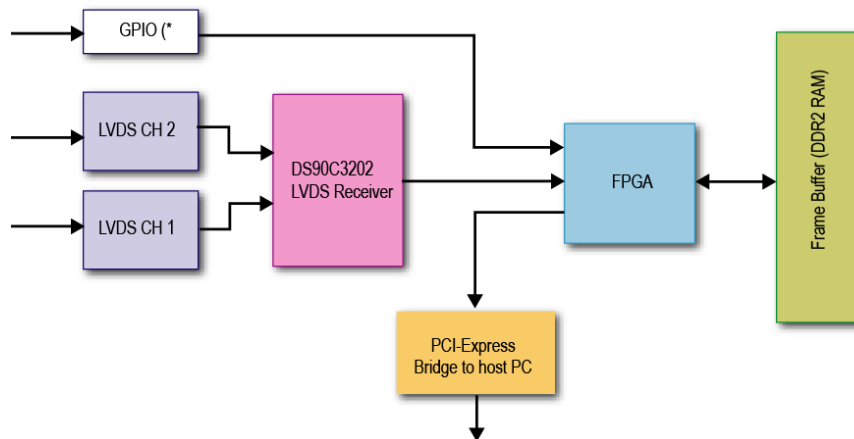 GPIO (*
LVDS CH 2
LVDS CH 1
DS90C3202
LVDS Receiver
FPGA
Frame Buffer (DDR2 RAM)
PCI-Express
Bridge to host PC